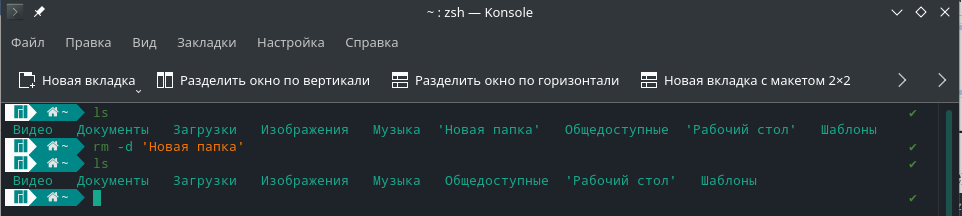 ~ : zsh — Konsole
Файл Правка Вид Закладки Настройка Справка
Новая вкладка Разделить окно по вертикали Разделить окно по горизонтали Новая вкладка с макетом 2×2
~ ls ✔
Видео Документы Загрузки Изображения Музыка 'Новая папка' Общедоступные 'Рабочий стол' Шаблоны
~ rm -d 'Новая папка' ✔
~ ls ✔
Видео Документы Загрузки Изображения Музыка Общедоступные 'Рабочий стол' Шаблоны
~ ✔